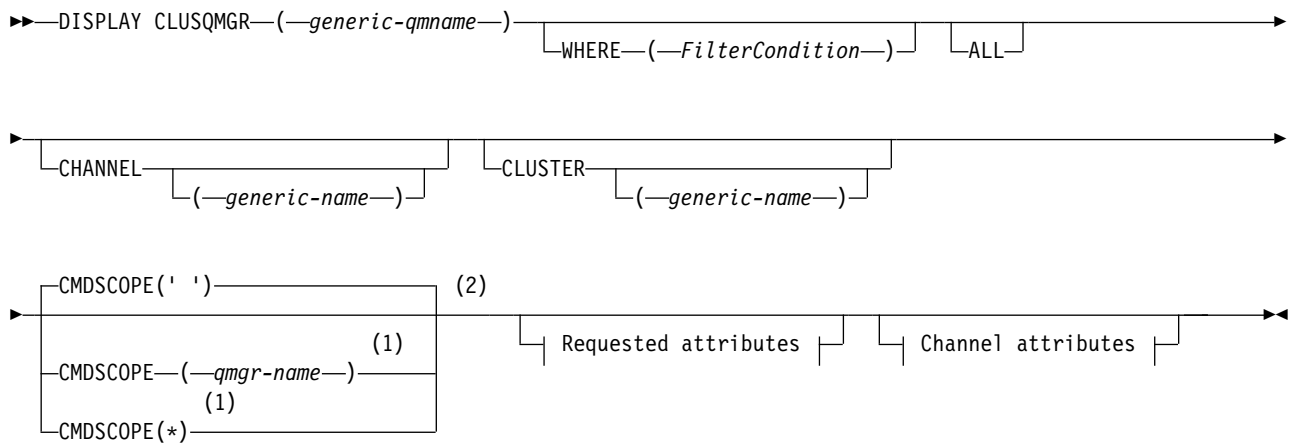 DISPLAY CLUSQMGR ( generic-qmname )
WHERE ( FilterCondition )
ALL
CHANNEL
( generic-name )
CLUSTER
( generic-name )
CMDSCOPE(' ')
(2)
(1)
CMDSCOPE ( qmgr-name )
(1)
CMDSCOPE(*)
Requested attributes
Channel attributes